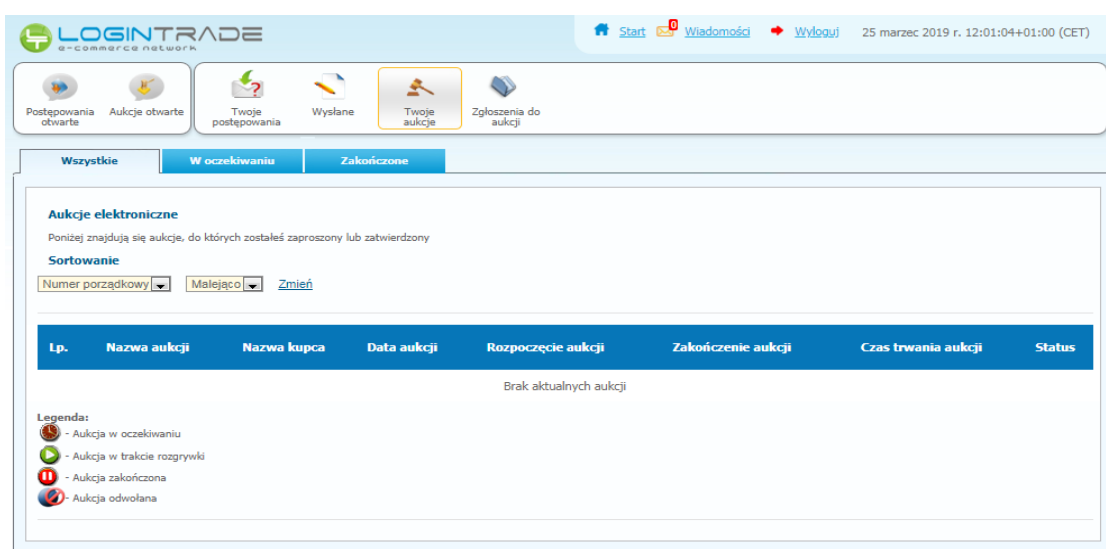 LOGINTRADE
e-commerce network
Start 0 Wiadomości Wyloguj 25 marzec 2019 r. 12:01:04+01:00 (CET)
Postępowania otwarte
Aukcje otwarte
Twoje postępowania
Wysłane
Twoje aukcje
Zgłoszenia do aukcji
Wszystkie W oczekiwaniu Zakończone
Aukcje elektroniczne
Poniżej znajdują się aukcje, do których zostałeś zaproszony lub zatwierdzony
Sortowanie
Numer porządkowy Malejąco Zmień
Lp. Nazwa aukcji Nazwa kupca Data aukcji Rozpoczęcie aukcji Zakończenie aukcji Czas trwania aukcji Status
Brak aktualnych aukcji
Legenda:
- Aukcja w oczekiwaniu
- Aukcja w trakcie rozgrywki
- Aukcja zakończona
- Aukcja odwołana